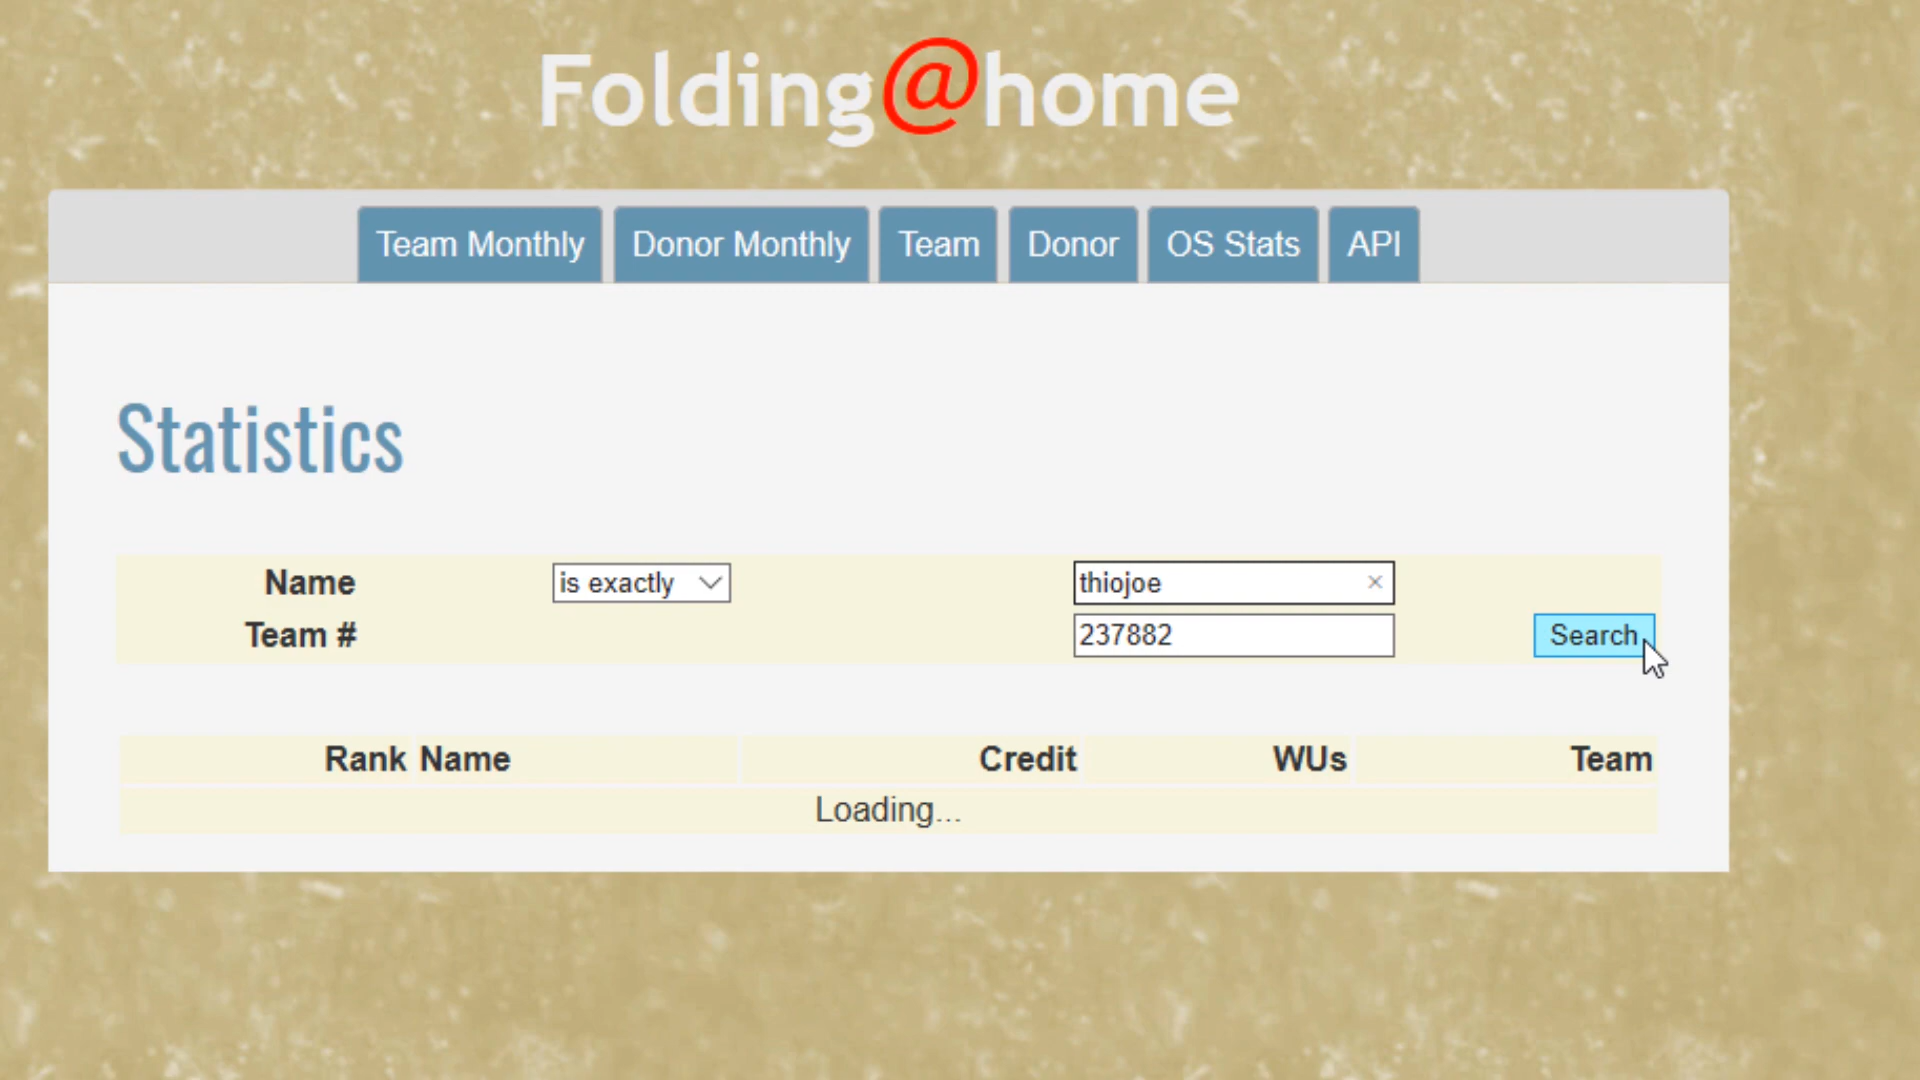 Folding@home
Team Monthly Donor Monthly Team Donor OS Stats API
Statistics
Name is exactly thiojoe ×
Team # 237882 Search
Rank Name Credit WUs Team
Loading...